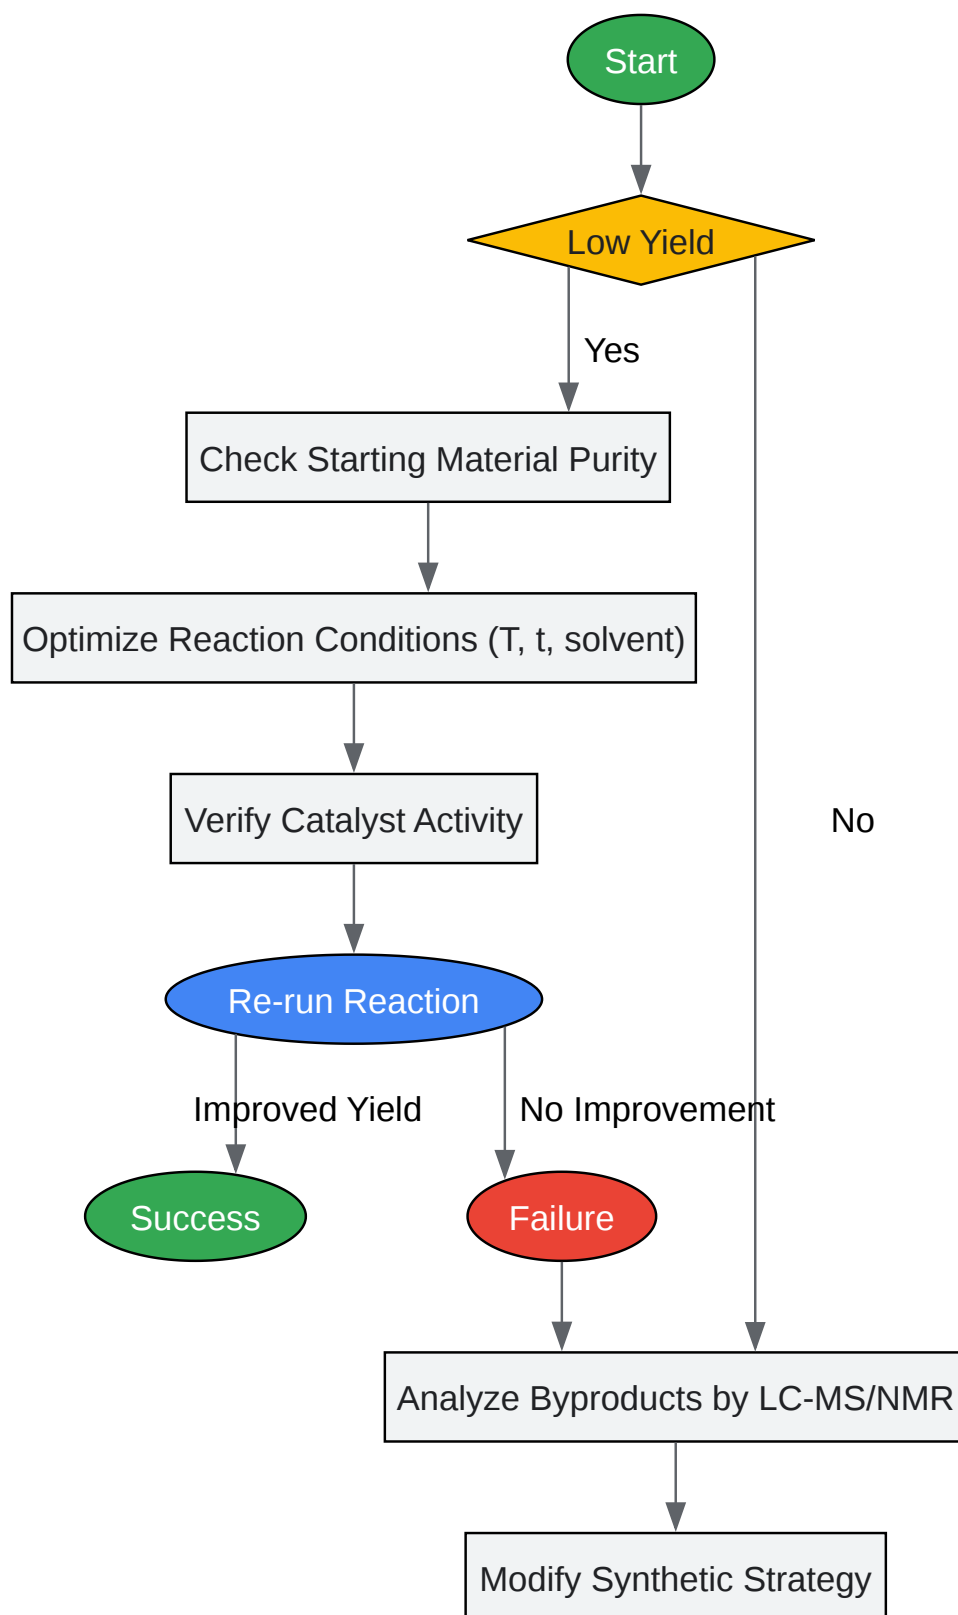 Start
Low Yield
Yes
Check Starting Material Purity
Optimize Reaction Conditions (T, t, solvent)
Verify Catalyst Activity
No
Re-run Reaction
Improved Yield
No Improvement
Success
Failure
Analyze Byproducts by LC-MS/NMR
Modify Synthetic Strategy